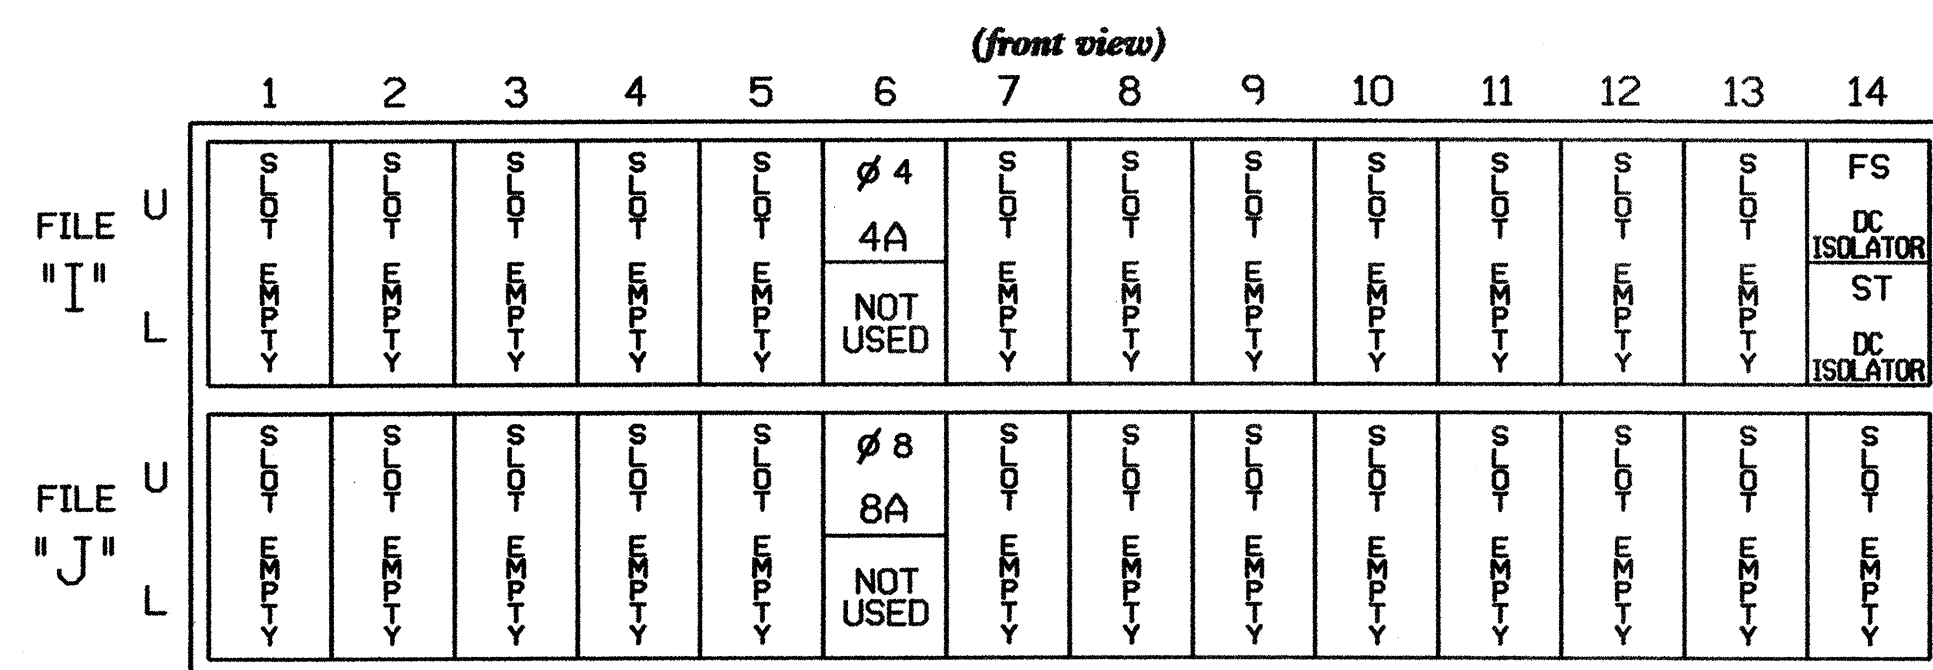 (front view)
1 2 3 4 5 6 7 8 9 10 11 12 13 14
FILE "I"
U
L
SLOT EMPTY
SLOT EMPTY
SLOT EMPTY
SLOT EMPTY
SLOT EMPTY
Ø 4
4A
NOT
USED
SLOT EMPTY
SLOT EMPTY
SLOT EMPTY
SLOT EMPTY
SLOT EMPTY
SLOT EMPTY
SLOT EMPTY
FS
DC
ISOLATOR
ST
DC
ISOLATOR
FILE "J"
U
L
SLOT EMPTY
SLOT EMPTY
SLOT EMPTY
SLOT EMPTY
SLOT EMPTY
Ø 8
8A
NOT
USED
SLOT EMPTY
SLOT EMPTY
SLOT EMPTY
SLOT EMPTY
SLOT EMPTY
SLOT EMPTY
SLOT EMPTY
SLOT EMPTY